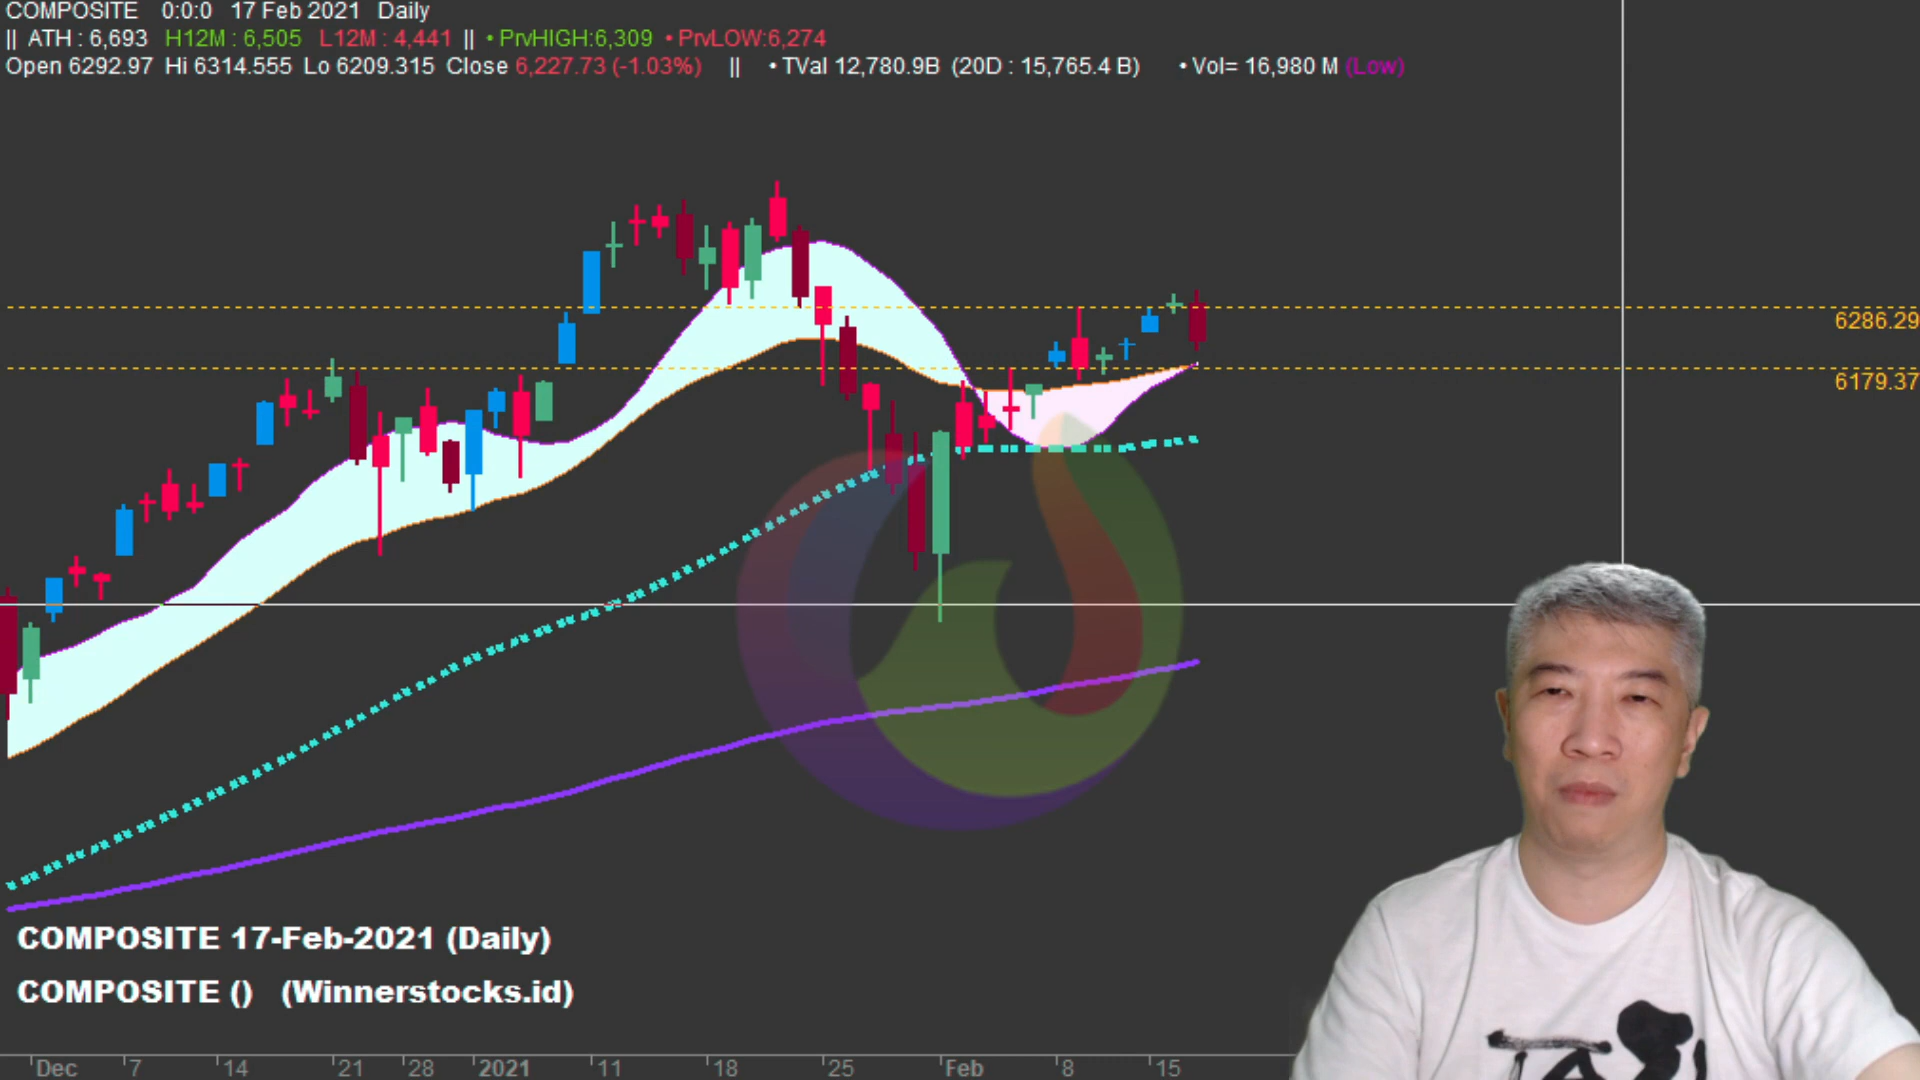 COMPOSITE 0:0:0 17 Feb 2021 Daily
|| ATH : 6,693 H12M : 6,505 L12M : 4,441 || • PrvHIGH:6,309 • PrvLOW:6,274
Open 6292.97 Hi 6314.555 Lo 6209.315 Close 6,227.73 (-1.03%) || • TVal 12,780.9B (20D : 15,765.4 B) • Vol= 16,980 M (Low)
6286.29
6179.37
COMPOSITE 17-Feb-2021 (Daily)
COMPOSITE () (Winnerstocks.id)
Dec 7 14 21 28 2021 11 18 25 Feb 8 15